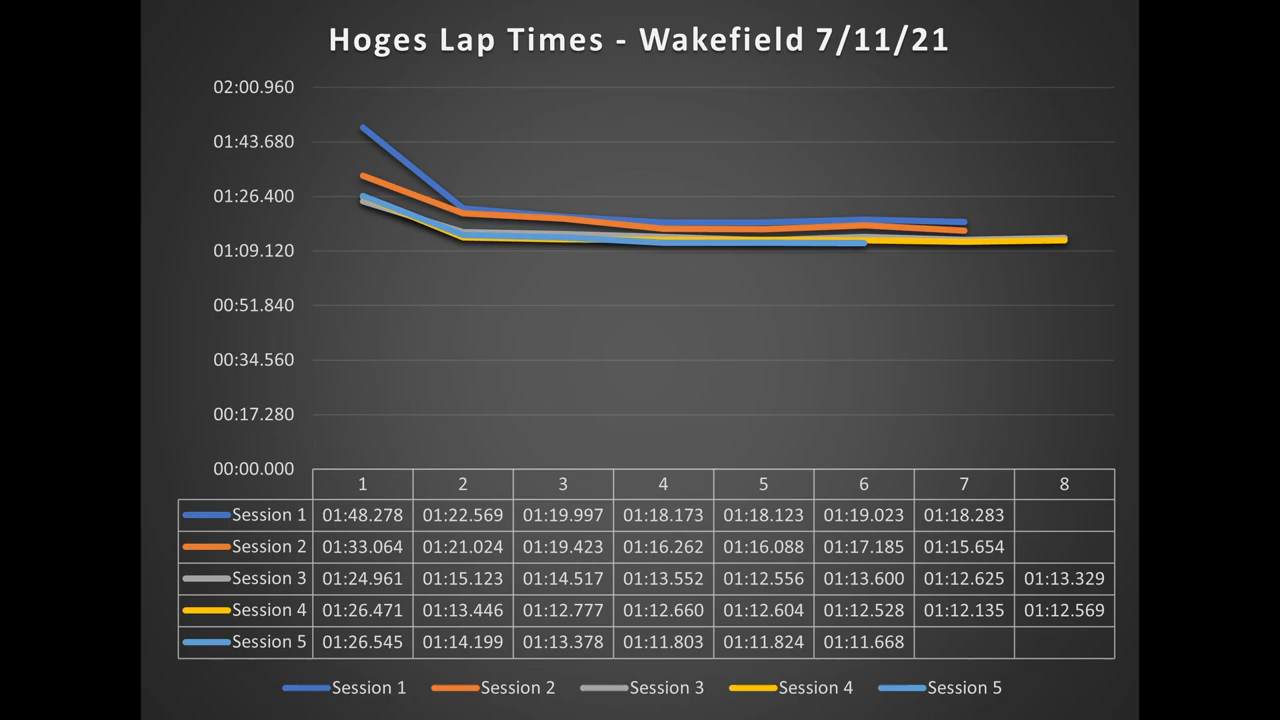 Hoges Lap Times - Wakefield 7/11/21
02:00.960
01:43.680
01:26.400
01:09.120
00:51.840
00:34.560
00:17.280
00:00.000
1 2 3 4 5 6 7 8
Session 1 01:48.278 01:22.569 01:19.997 01:18.173 01:18.123 01:19.023 01:18.283
Session 2 01:33.064 01:21.024 01:19.423 01:16.262 01:16.088 01:17.185 01:15.654
Session 3 01:24.961 01:15.123 01:14.517 01:13.552 01:12.556 01:13.600 01:12.625 01:13.329
Session 4 01:26.471 01:13.446 01:12.777 01:12.660 01:12.604 01:12.528 01:12.135 01:12.569
Session 5 01:26.545 01:14.199 01:13.378 01:11.803 01:11.824 01:11.668
Session 1 Session 2 Session 3 Session 4 Session 5